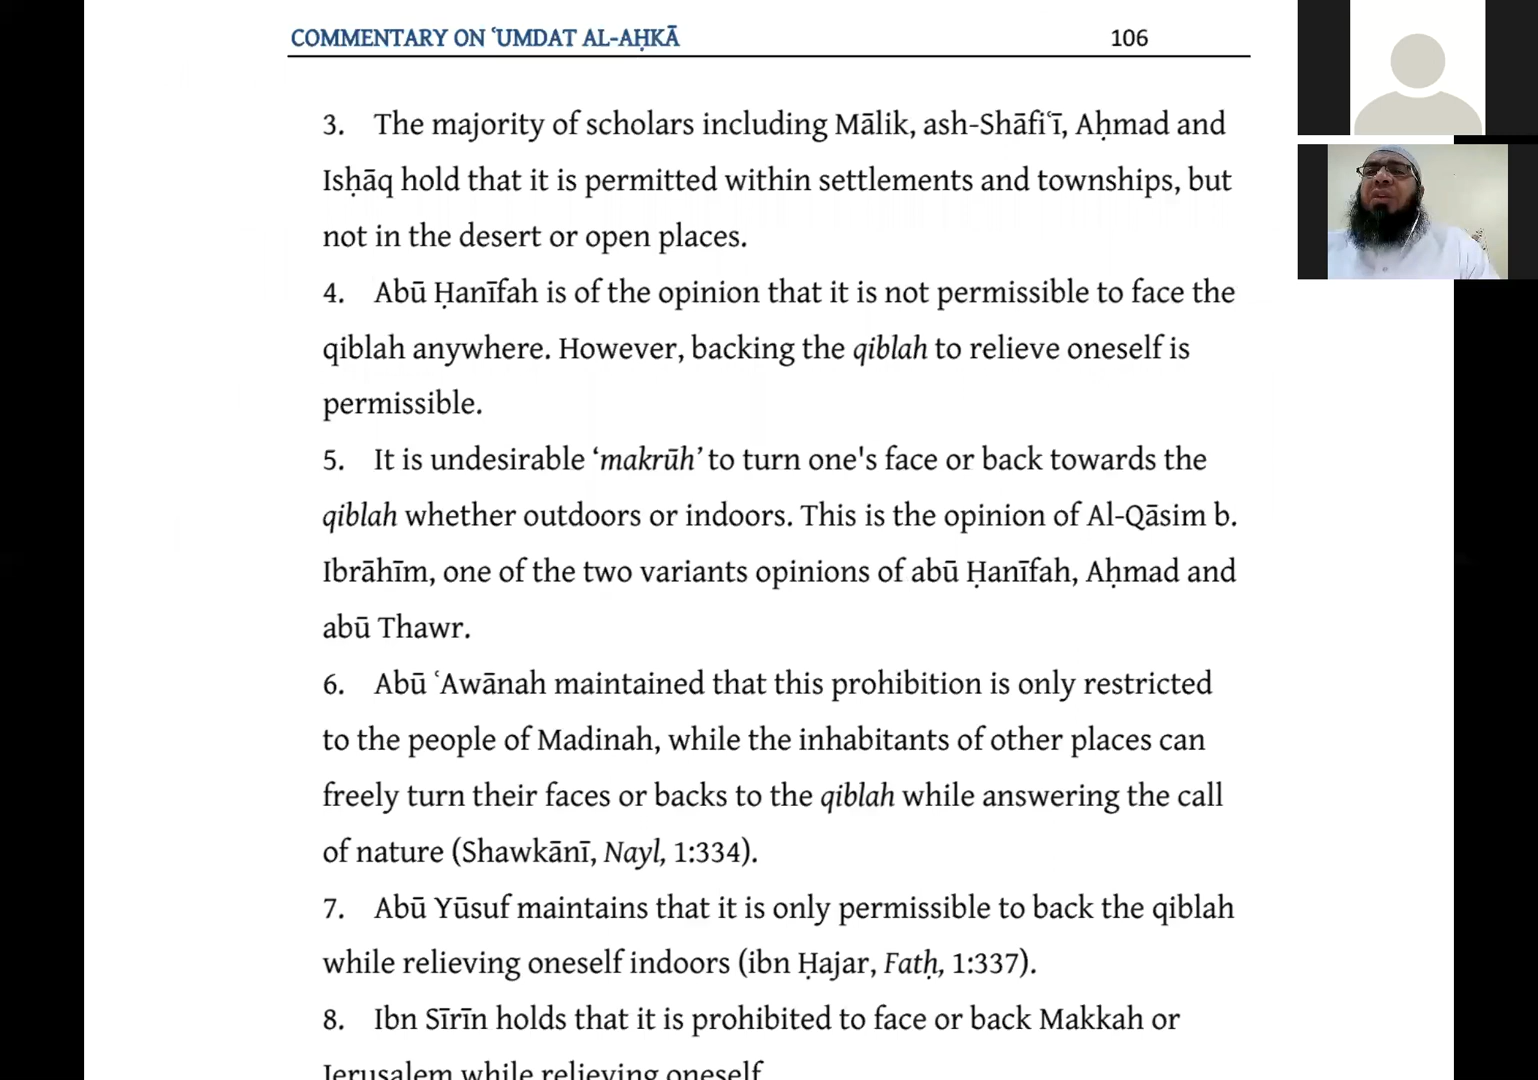 COMMENTARY ON ʿUMDAT AL-AḤKĀ 106
3. The majority of scholars including Mālik, ash-Shāfiʿī, Aḥmad and
Isḥāq hold that it is permitted within settlements and townships, but
not in the desert or open places.
4. Abū Ḥanīfah is of the opinion that it is not permissible to face the
qiblah anywhere. However, backing the qiblah to relieve oneself is
permissible.
5. It is undesirable ‘makrūh’ to turn one's face or back towards the
qiblah whether outdoors or indoors. This is the opinion of Al-Qāsim b.
Ibrāhīm, one of the two variants opinions of abū Ḥanīfah, Aḥmad and
abū Thawr.
6. Abū ʿAwānah maintained that this prohibition is only restricted
to the people of Madinah, while the inhabitants of other places can
freely turn their faces or backs to the qiblah while answering the call
of nature (Shawkānī, Nayl, 1:334).
7. Abū Yūsuf maintains that it is only permissible to back the qiblah
while relieving oneself indoors (ibn Ḥajar, Fatḥ, 1:337).
8. Ibn Sīrīn holds that it is prohibited to face or back Makkah or
Jerusalem while relieving oneself